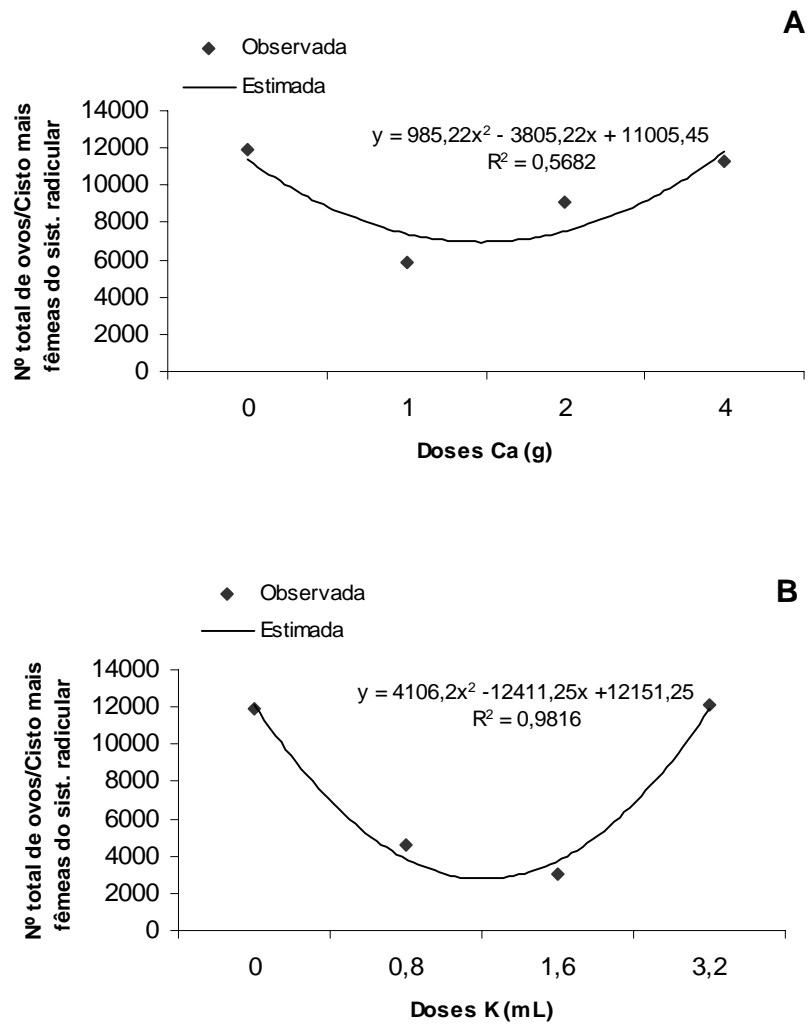 A
Observada
Estimada
14000
12000
10000
8000
6000
4000
2000
0
y = 985,22x² - 3805,22x + 11005,45
R² = 0,5682
Nº total de ovos/Cisto mais
fêmeas do sist. radicular
0 1 2 4
Doses Ca (g)
B
Observada
Estimada
14000
12000
10000
8000
6000
4000
2000
0
y = 4106,2x² -12411,25x +12151,25
R² = 0,9816
Nº total de ovos/Cisto mais
fêmeas do sist. radicular
0 0,8 1,6 3,2
Doses K (mL)